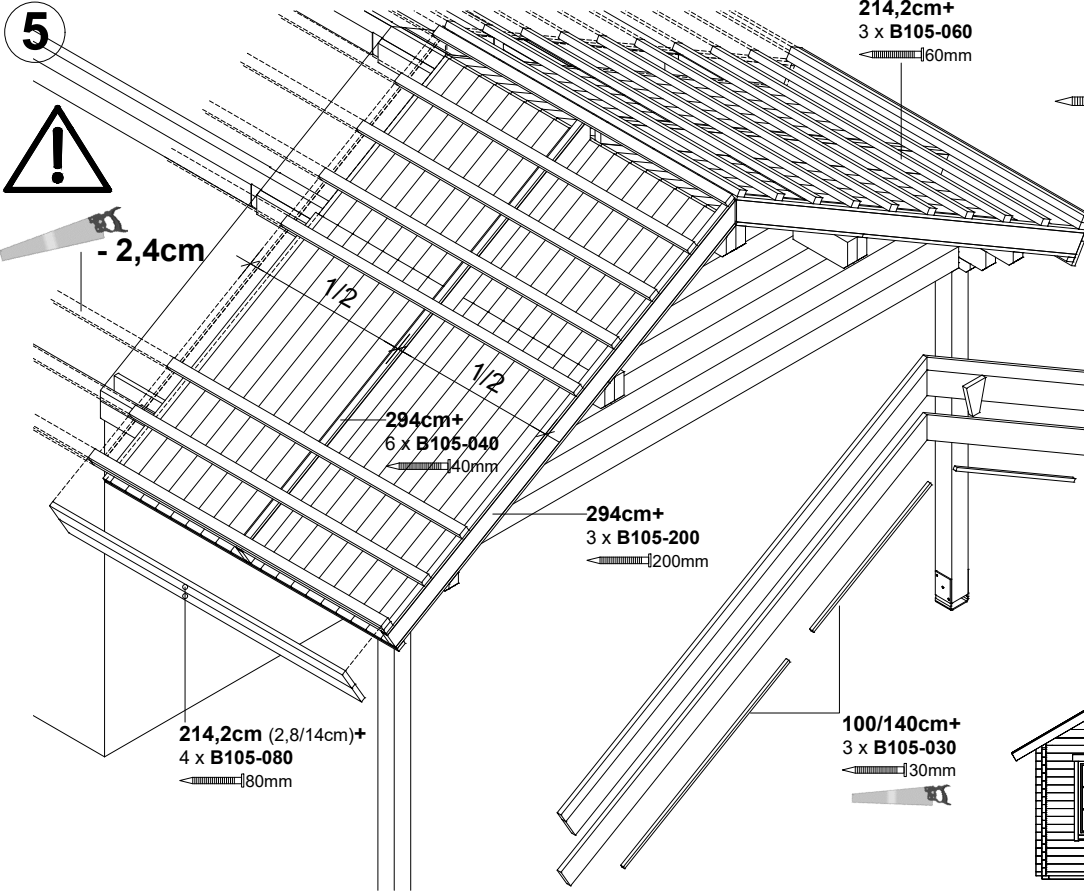 5
214,2cm+
3 x B105-060
60mm
- 2,4cm
1/2
1/2
294cm+
6 x B105-040
40mm
294cm+
3 x B105-200
200mm
214,2cm (2,8/14cm)+
4 x B105-080
80mm
100/140cm+
3 x B105-030
30mm